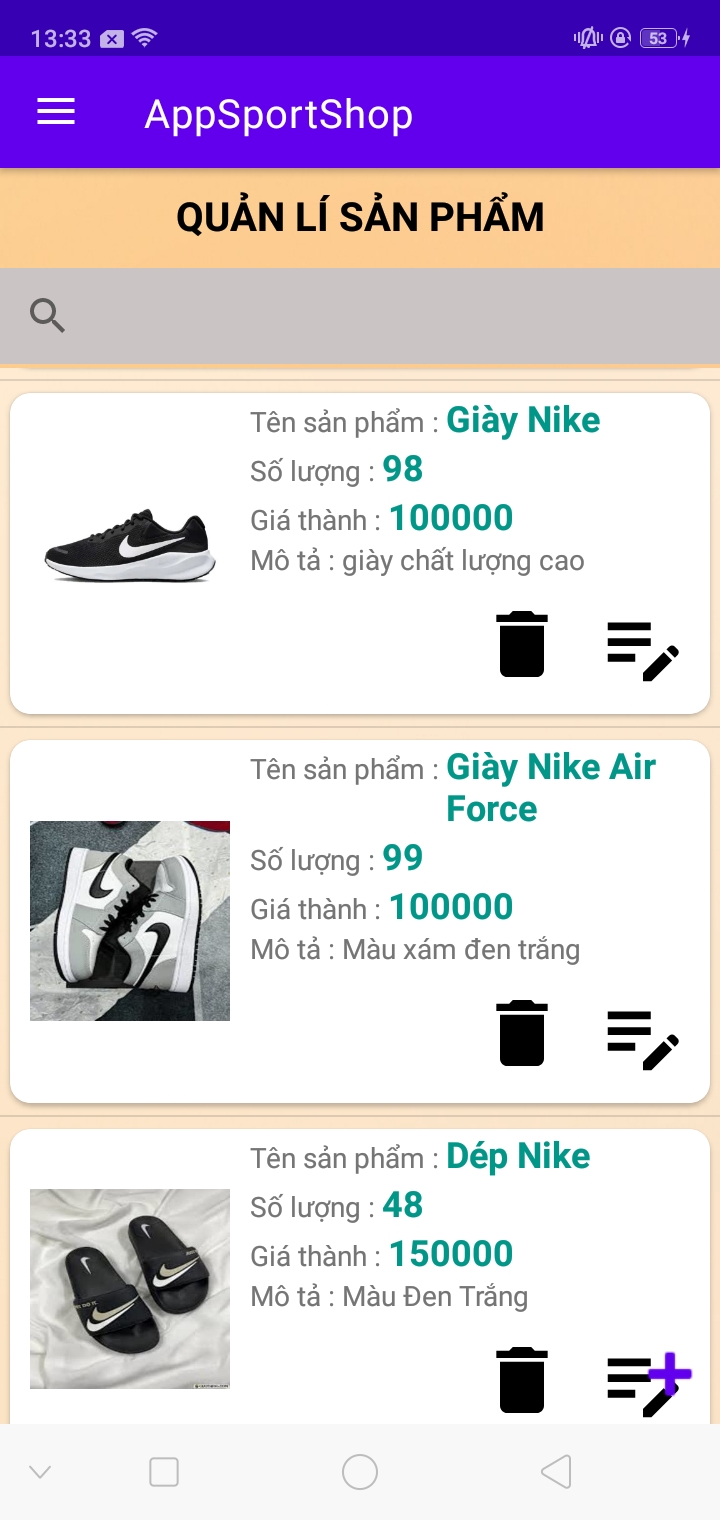 13:33
53
AppSportShop
QUẢN LÍ SẢN PHẨM
Tên sản phẩm : Giày Nike
Số lượng : 98
Giá thành : 100000
Mô tả : giày chất lượng cao
Tên sản phẩm : Giày Nike Air
Force
Số lượng : 99
Giá thành : 100000
Mô tả : Màu xám đen trắng
Tên sản phẩm : Dép Nike
Số lượng : 48
Giá thành : 150000
Mô tả : Màu Đen Trắng